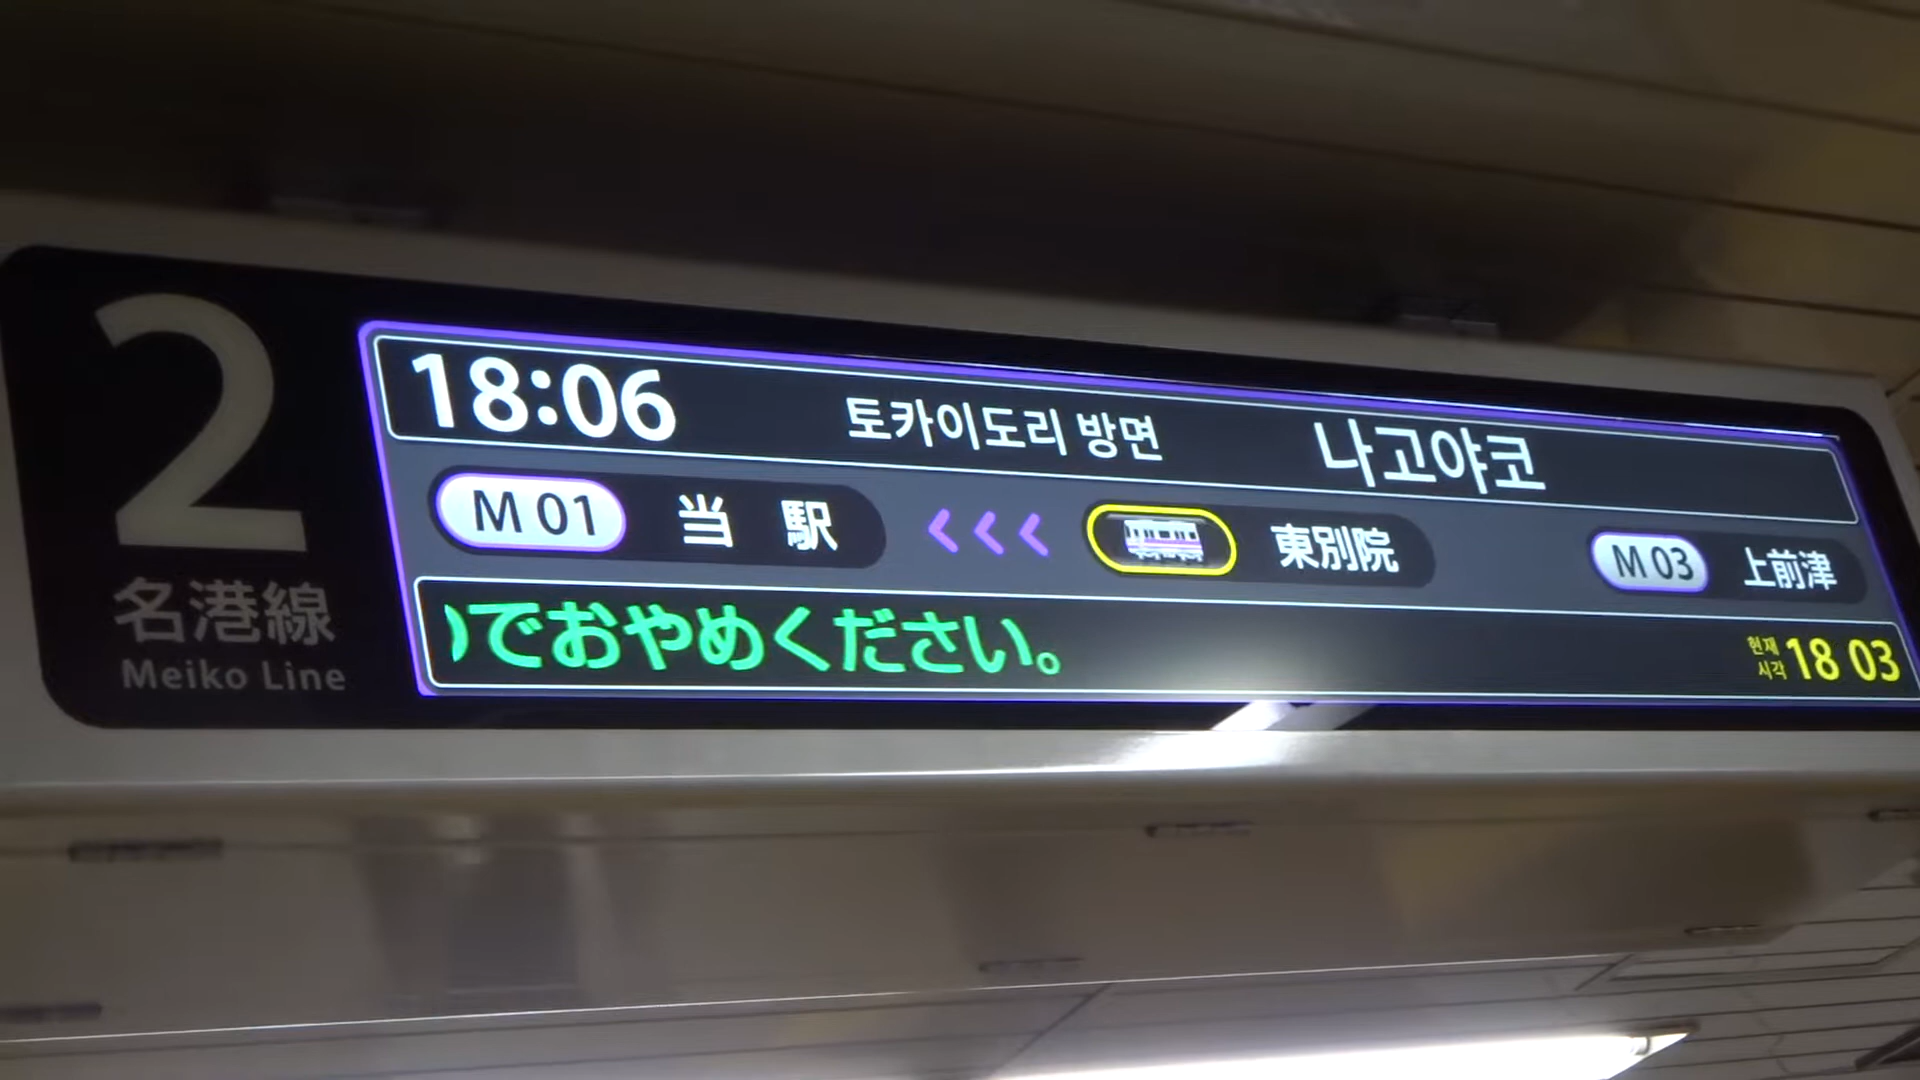 2
名港線
Meiko Line
18:06 토카이도리 방면 나고야코
M 01 当 駅 <<< 東別院 M 03 上前津
でおやめください。
현재
시각 18 03